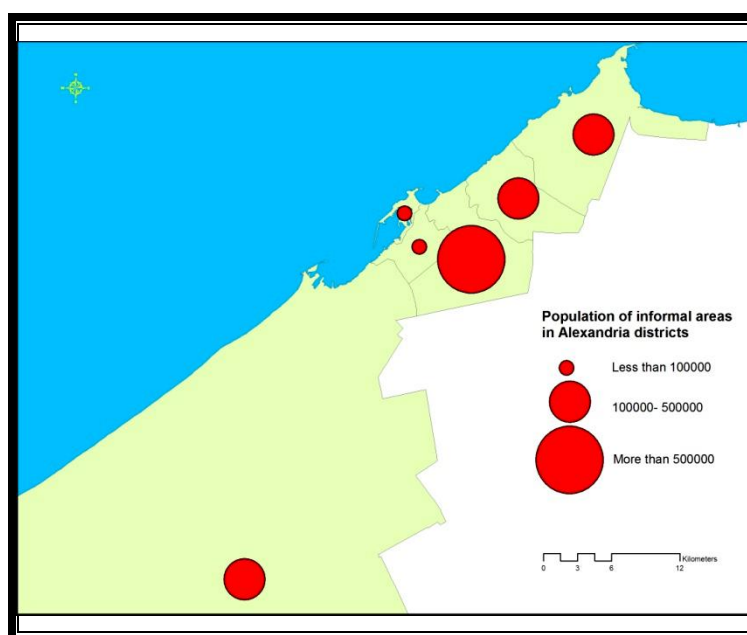 Population of informal areas
in Alexandria districts
Less than 100000
100000- 500000
More than 500000
Kilometers
0 3 6 12